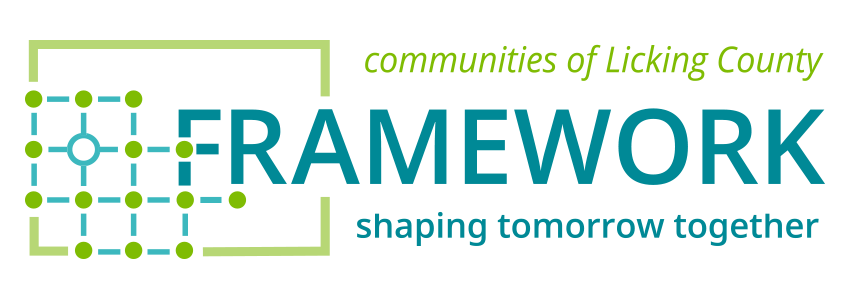 communities of Licking County
FRAMEWORK
shaping tomorrow together